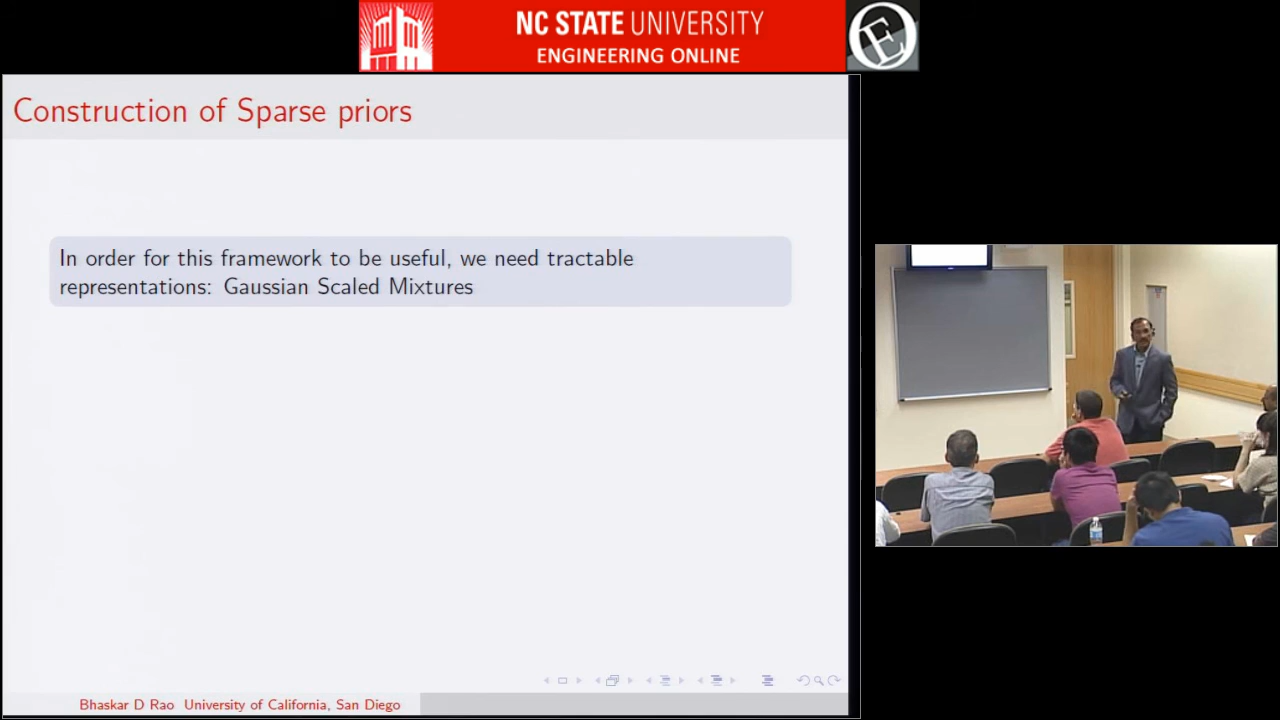 NC STATE UNIVERSITY
ENGINEERING ONLINE
Construction of Sparse priors
In order for this framework to be useful, we need tractable
representations: Gaussian Scaled Mixtures
Bhaskar D Rao University of California, San Diego